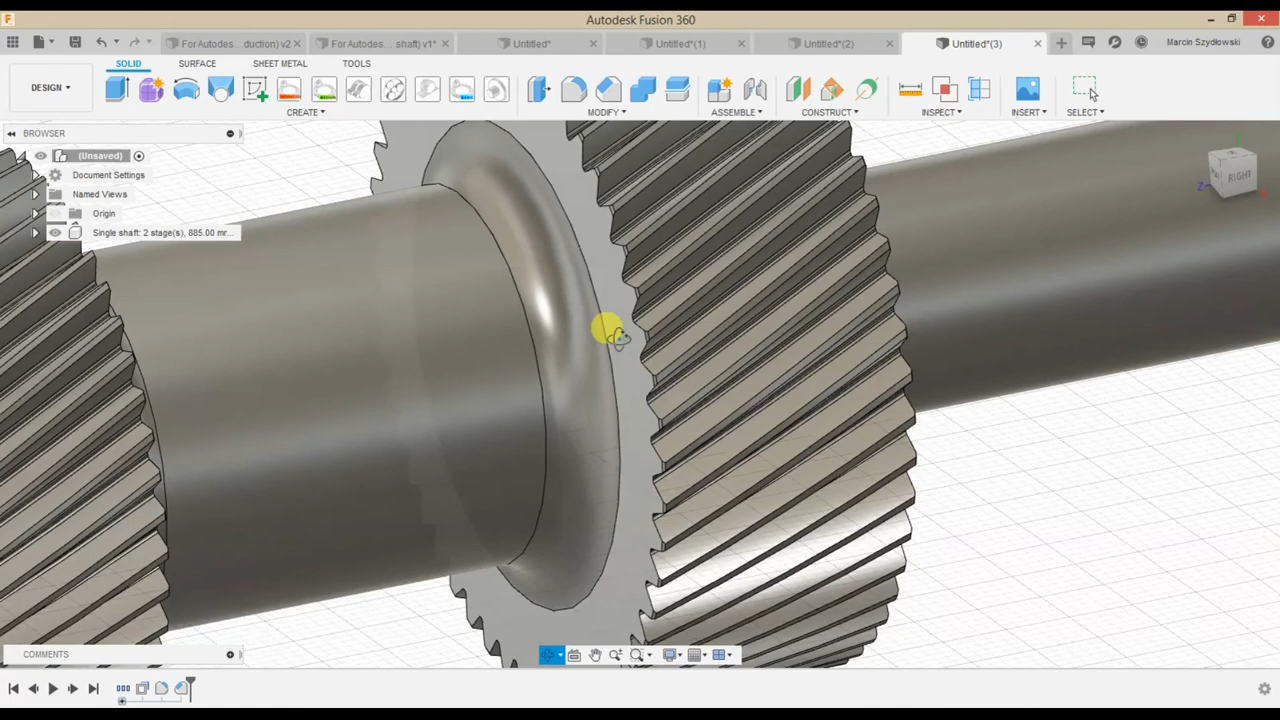 Autodesk Fusion 360
For Autodes...duction) v2
For Autodes... shaft) v1*
Untitled*
Untitled*(1)
Untitled*(2)
Untitled*(3)
Marcin Szydłowski
DESIGN
SOLID
SURFACE
SHEET METAL
TOOLS
CREATE
MODIFY
ASSEMBLE
CONSTRUCT
INSPECT
INSERT
SELECT
BROWSER
(Unsaved)
Document Settings
Named Views
Origin
Single shaft: 2 stage(s), 885.00 mr...
RIGHT
Z
COMMENTS